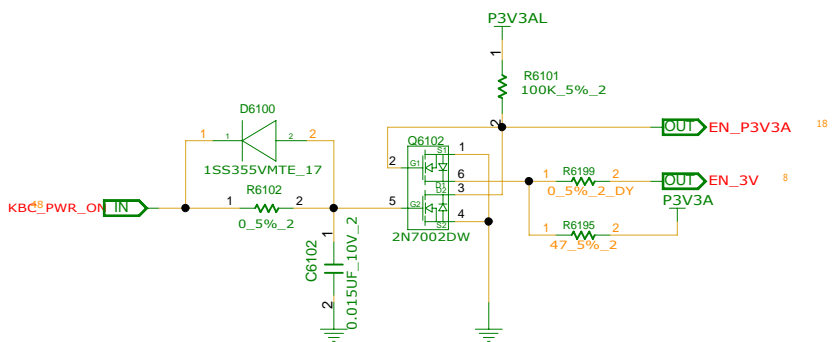 P3V3AL
1
R6101
100K_5%_2
2
OUT EN_P3V3A 18
D6100
1 1 2 2
1SS355VMTE_17
Q6102
S1 1
2 G1
D1 6
D2 3
5 G2
S2 4
2N7002DW
R6199
1 2
0_5%_2_DY
OUT EN_3V 8
P3V3A
R6195
1 2
47_5%_2
R6102
1 2
0_5%_2
KBC_PWR_ON 48 IN
1
C6102
0.015UF_10V_2
2